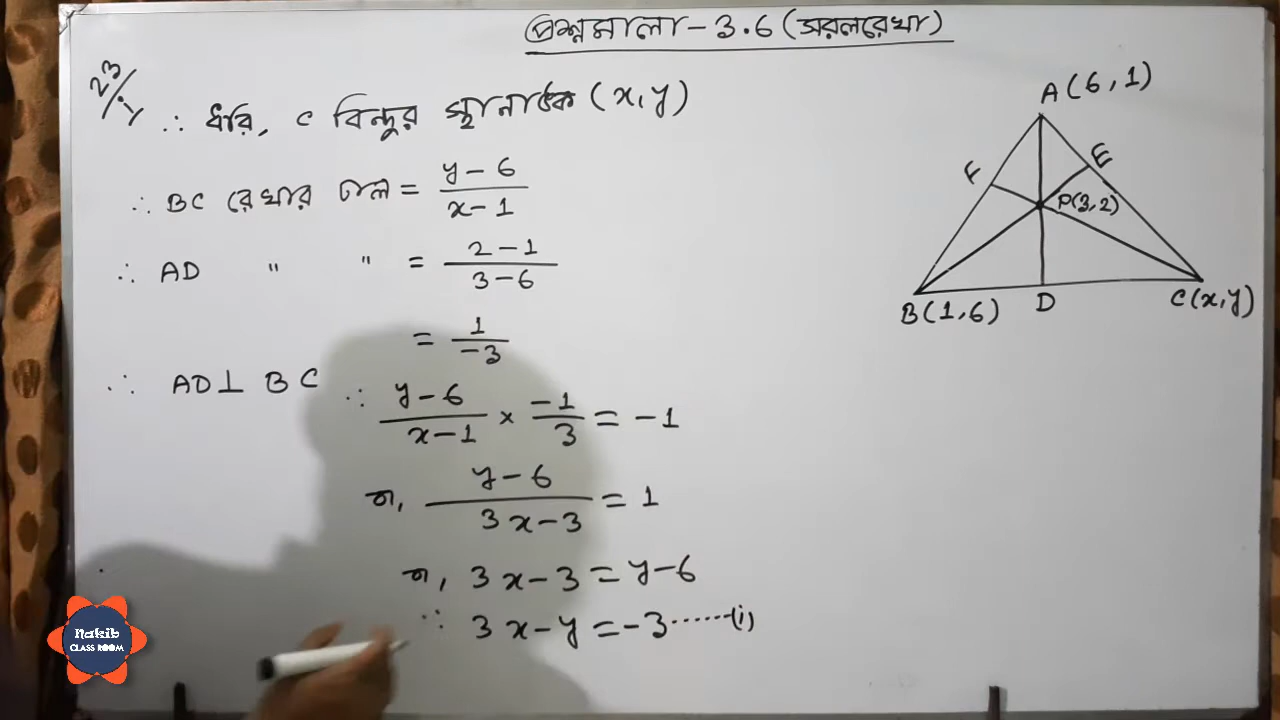 প্রশ্নমালা - 3.6 (সরলরেখা)
23/i
∴ ধরি, C বিন্দুর স্থানাঙ্ক (x, y)
∴ BC রেখার ঢাল = y - 6 / x - 1
∴ AD " " = 2 - 1 / 3 - 6
= 1 / -3
∴ AD ⊥ BC ∴ y - 6 / x - 1 × -1 / 3 = -1
বা, y - 6 / 3x - 3 = 1
বা, 3x - 3 = y - 6
∴ 3x - y = -3 ......(i)
A(6, 1)
F
E
P(3, 2)
B(1, 6)
D
C(x, y)
Nakib
CLASS ROOM